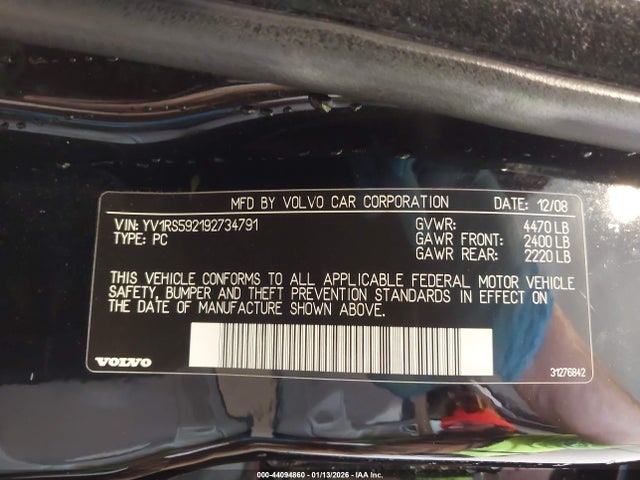 MFD BY VOLVO CAR CORPORATION DATE: 12/08
VIN: YV1RS592192734791 GVWR: 4470 LB
TYPE: PC GAWR FRONT: 2400 LB
GAWR REAR: 2220 LB
THIS VEHICLE CONFORMS TO ALL APPLICABLE FEDERAL MOTOR VEHICLE
SAFETY, BUMPER AND THEFT PREVENTION STANDARDS IN EFFECT ON
THE DATE OF MANUFACTURE SHOWN ABOVE.
VOLVO
31276842
000-44094860 - 01/13/2026 - IAA Inc.